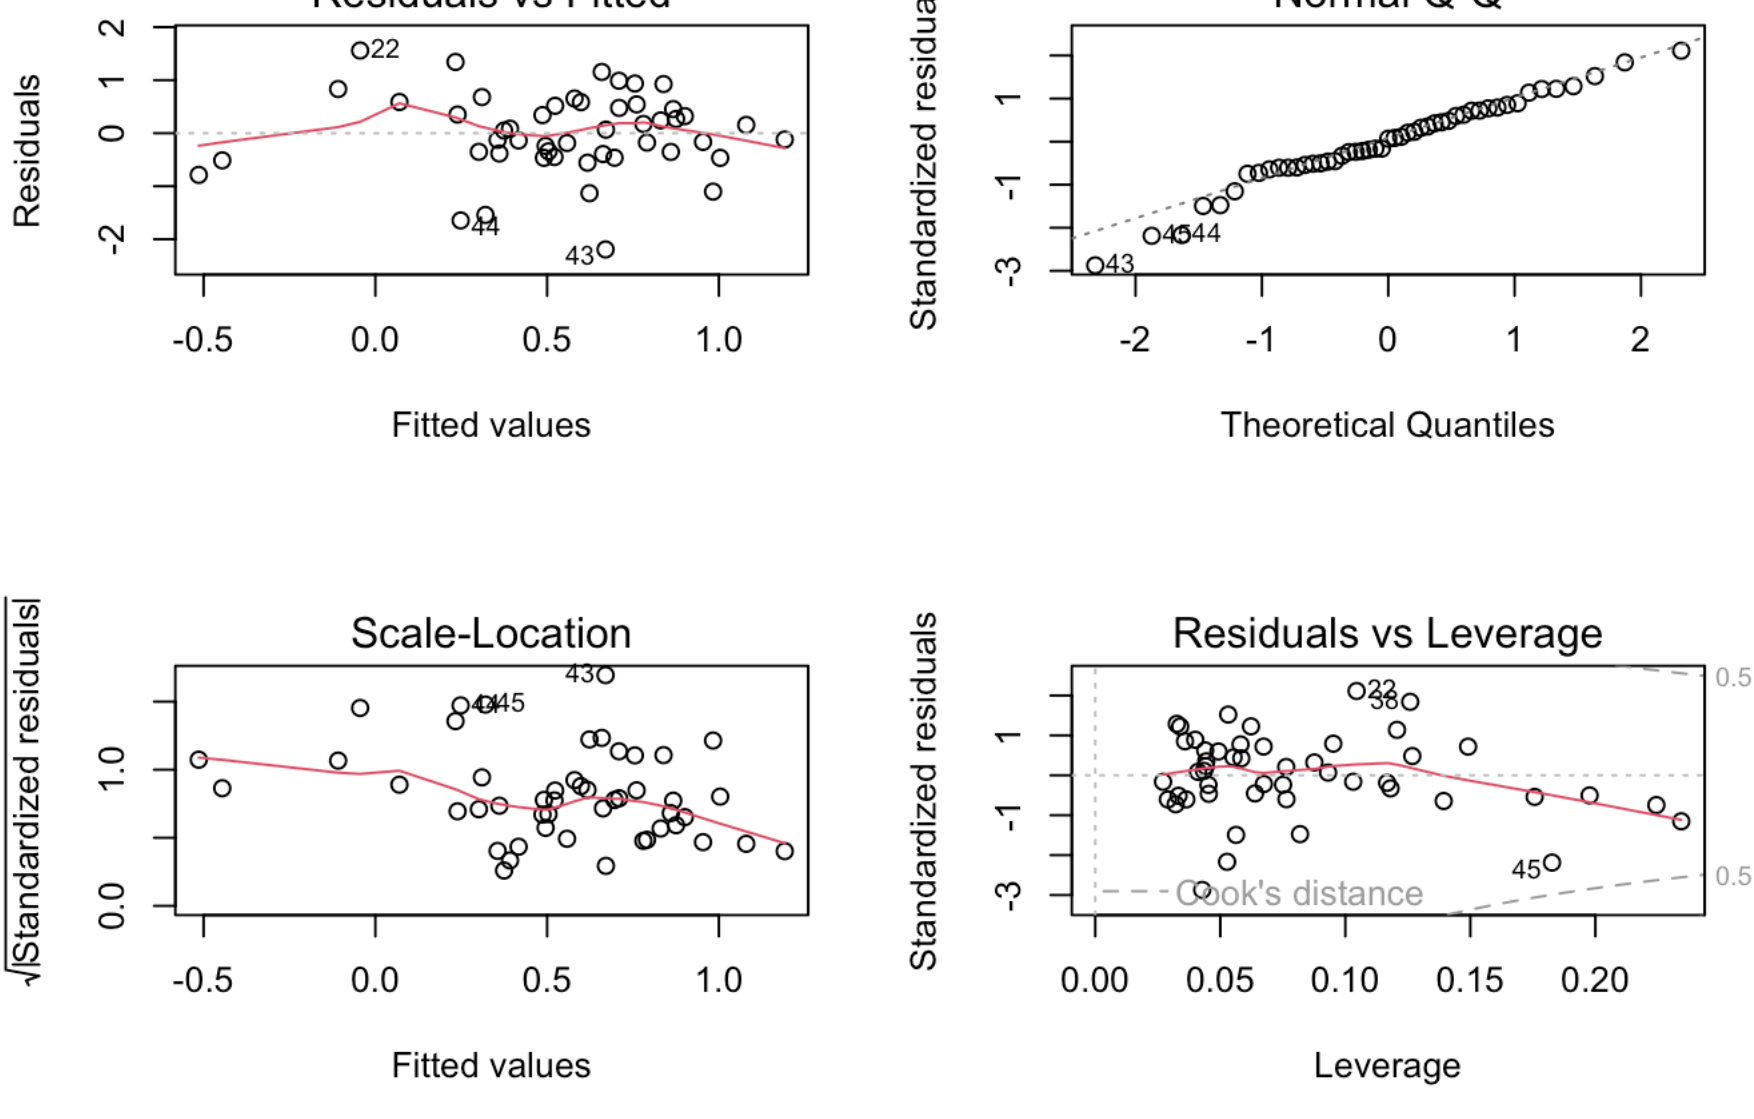 Residuals vs Fitted
Residuals
2
1
0
-2
22
44
43
-0.5 0.0 0.5 1.0
Fitted values
Normal Q-Q
Standardized residua
1
-1
-3
4544
43
-2 -1 0 1 2
Theoretical Quantiles
Scale-Location
√|Standardized residuals|
1.0
0.0
43
4445
-0.5 0.0 0.5 1.0
Fitted values
Residuals vs Leverage
Standardized residuals
1
-1
-3
22
38
45
0.5
0.5
Cook's distance
0.00 0.05 0.10 0.15 0.20
Leverage